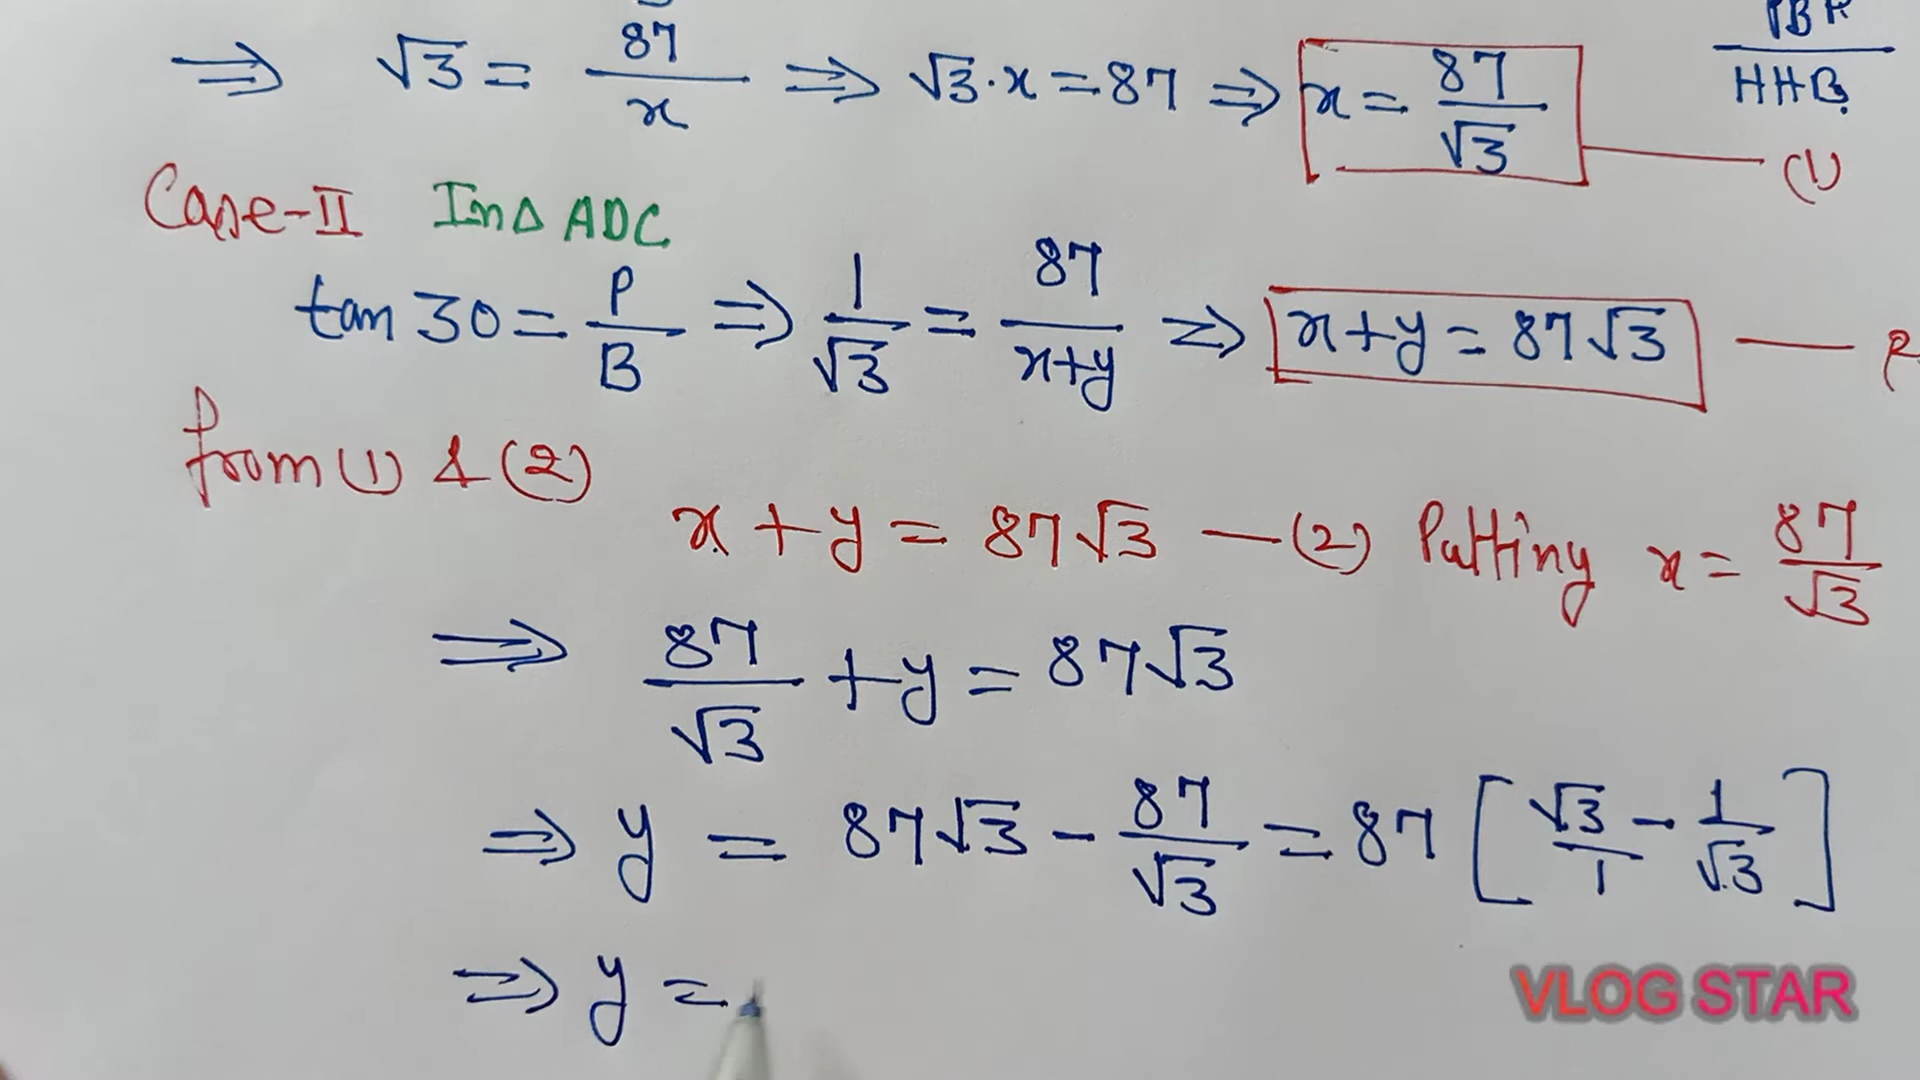 ⇒ √3 = 87/x ⇒ √3·x = 87 ⇒ x = 87/√3 — (1)
HHB
Case-II In Δ ADC
tan 30 = P/B ⇒ 1/√3 = 87/(x+y) ⇒ x+y = 87√3 —
from (1) & (2)
x + y = 87√3 — (2) Putting x = 87/√3
⇒ 87/√3 + y = 87√3
⇒ y = 87√3 - 87/√3 = 87 [√3/1 - 1/√3]
⇒ y =
VLOG STAR